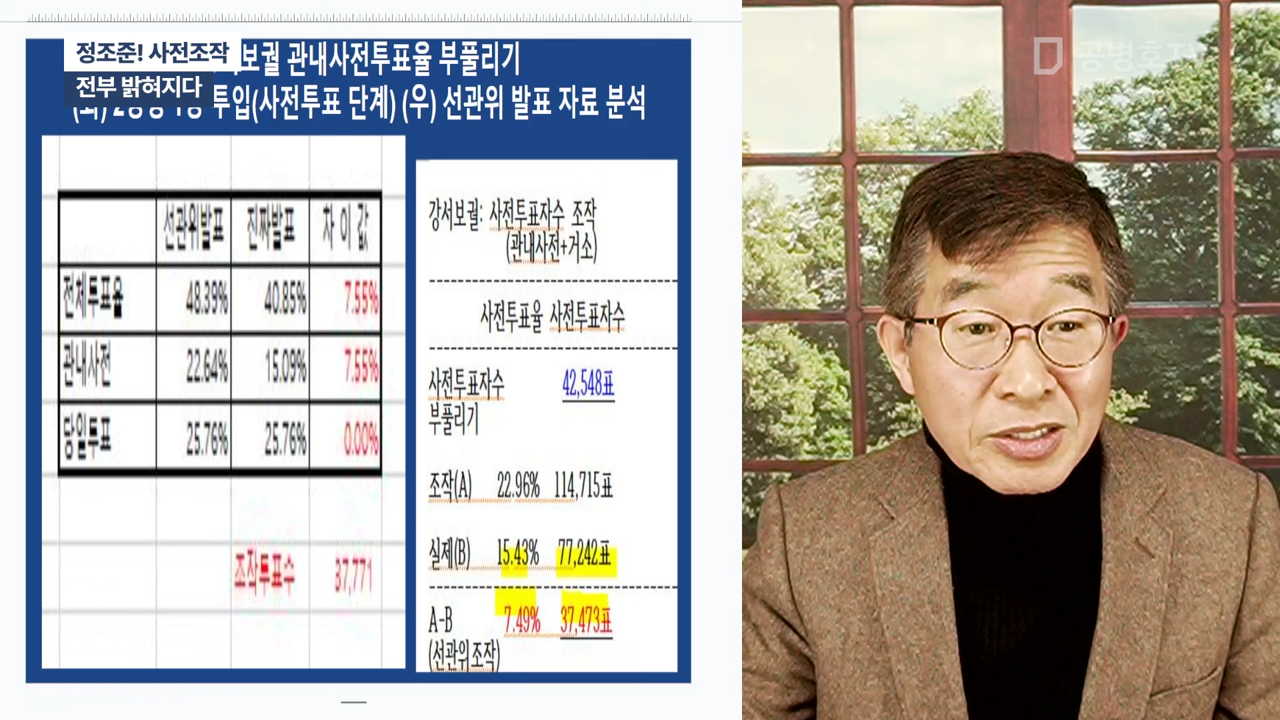 정조준! 사전조작
전부 밝혀지다
보궐 관내사전투표율 부풀리기
투입(사전투표 단계) (우) 선관위 발표 자료 분석
공병호TV
선관위발표 진짜발표 차 이 값
전체투표율 48.39% 40.85% 7.55%
관내사전 22.64% 15.09% 7.55%
당일투표 25.76% 25.76% 0.00%
조작투표수 37,771
강서보궐: 사전투표자수 조작
(관내사전+거소)
사전투표율 사전투표자수
사전투표자수 42,548표
부풀리기
조작(A) 22.96% 114,715표
실제(B) 15.43% 77,242표
A-B 7.49% 37,473표
(선관위조작)